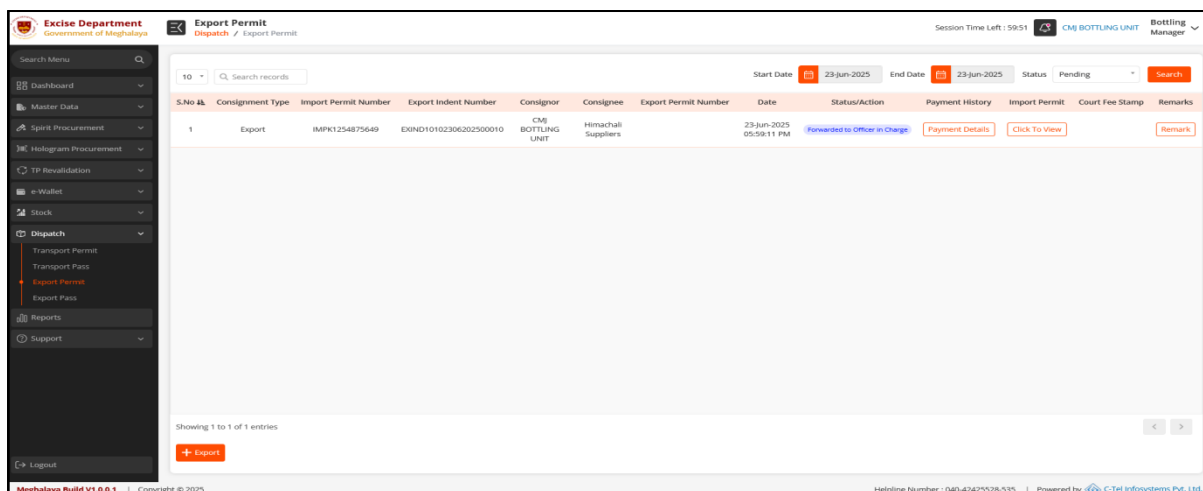 Excise Department
Government of Meghalaya
Export Permit
Dispatch / Export Permit
Session Time Left : 59:51
CMJ BOTTLING UNIT
Bottling
Manager
Search Menu
Dashboard
Master Data
Spirit Procurement
Hologram Procurement
TP Revalidation
e-Wallet
Stock
Dispatch
Transport Permit
Transport Pass
Export Permit
Export Pass
Reports
Support
Logout
10
Search records
Start Date 23-Jun-2025 End Date 23-Jun-2025 Status Pending Search
S.No Consignment Type Import Permit Number Export Indent Number Consignor Consignee Export Permit Number Date Status/Action Payment History Import Permit Court Fee Stamp Remarks
1 Export IMPK1254875649 EXIND10102306202500010 CMJ BOTTLING UNIT Himachali Suppliers 23-Jun-2025 05:59:11 PM Forwarded to Officer in Charge Payment Details Click To View Remark
Showing 1 to 1 of 1 entries
< >
+ Export
Meghalaya Build V1.0.0.1 | Copyright © 2025
Helpline Number : 040-42425528-535 | Powered by C-Tel Infosystems Pvt. Ltd.